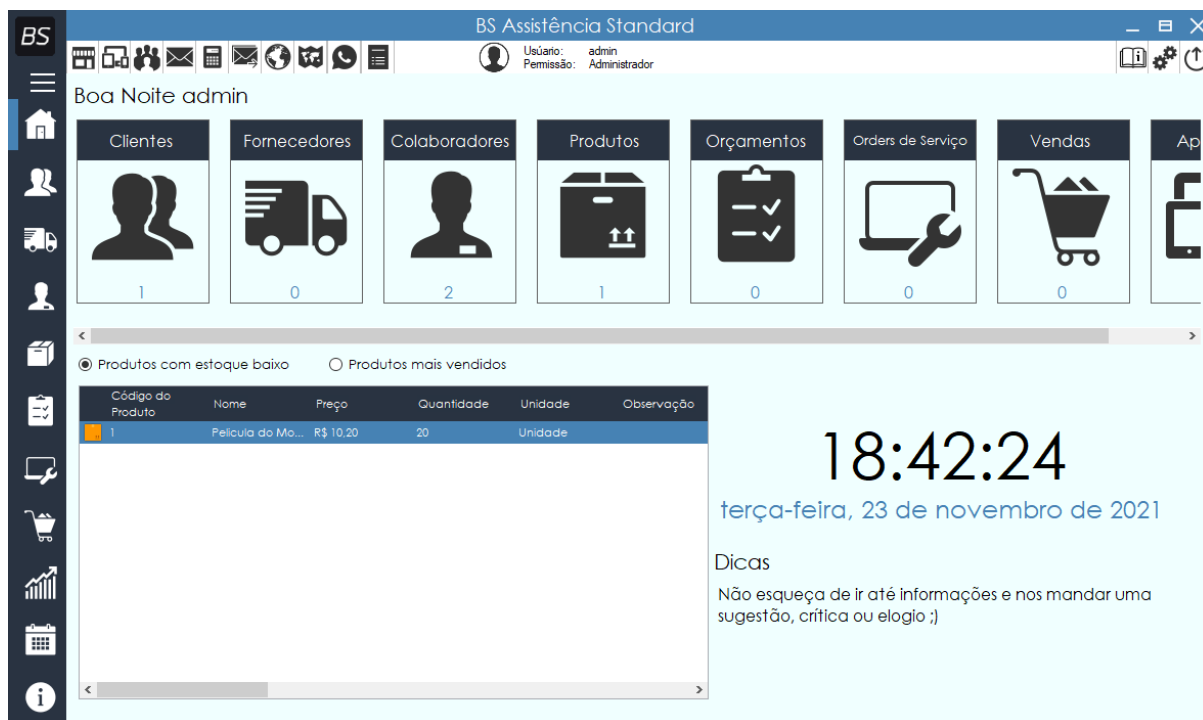 BS
BS Assistência Standard
Usúario: admin
Permissão: Administrador
Boa Noite admin
Clientes Fornecedores Colaboradores Produtos Orçamentos Orders de Serviço Vendas Ap
1 0 2 1 0 0 0
Produtos com estoque baixo Produtos mais vendidos
Código do
Produto Nome Preço Quantidade Unidade Observação
1 Pelicula do Mo... R$ 10,20 20 Unidade
18:42:24
terça-feira, 23 de novembro de 2021
Dicas
Não esqueça de ir até informações e nos mandar uma
sugestão, crítica ou elogio ;)